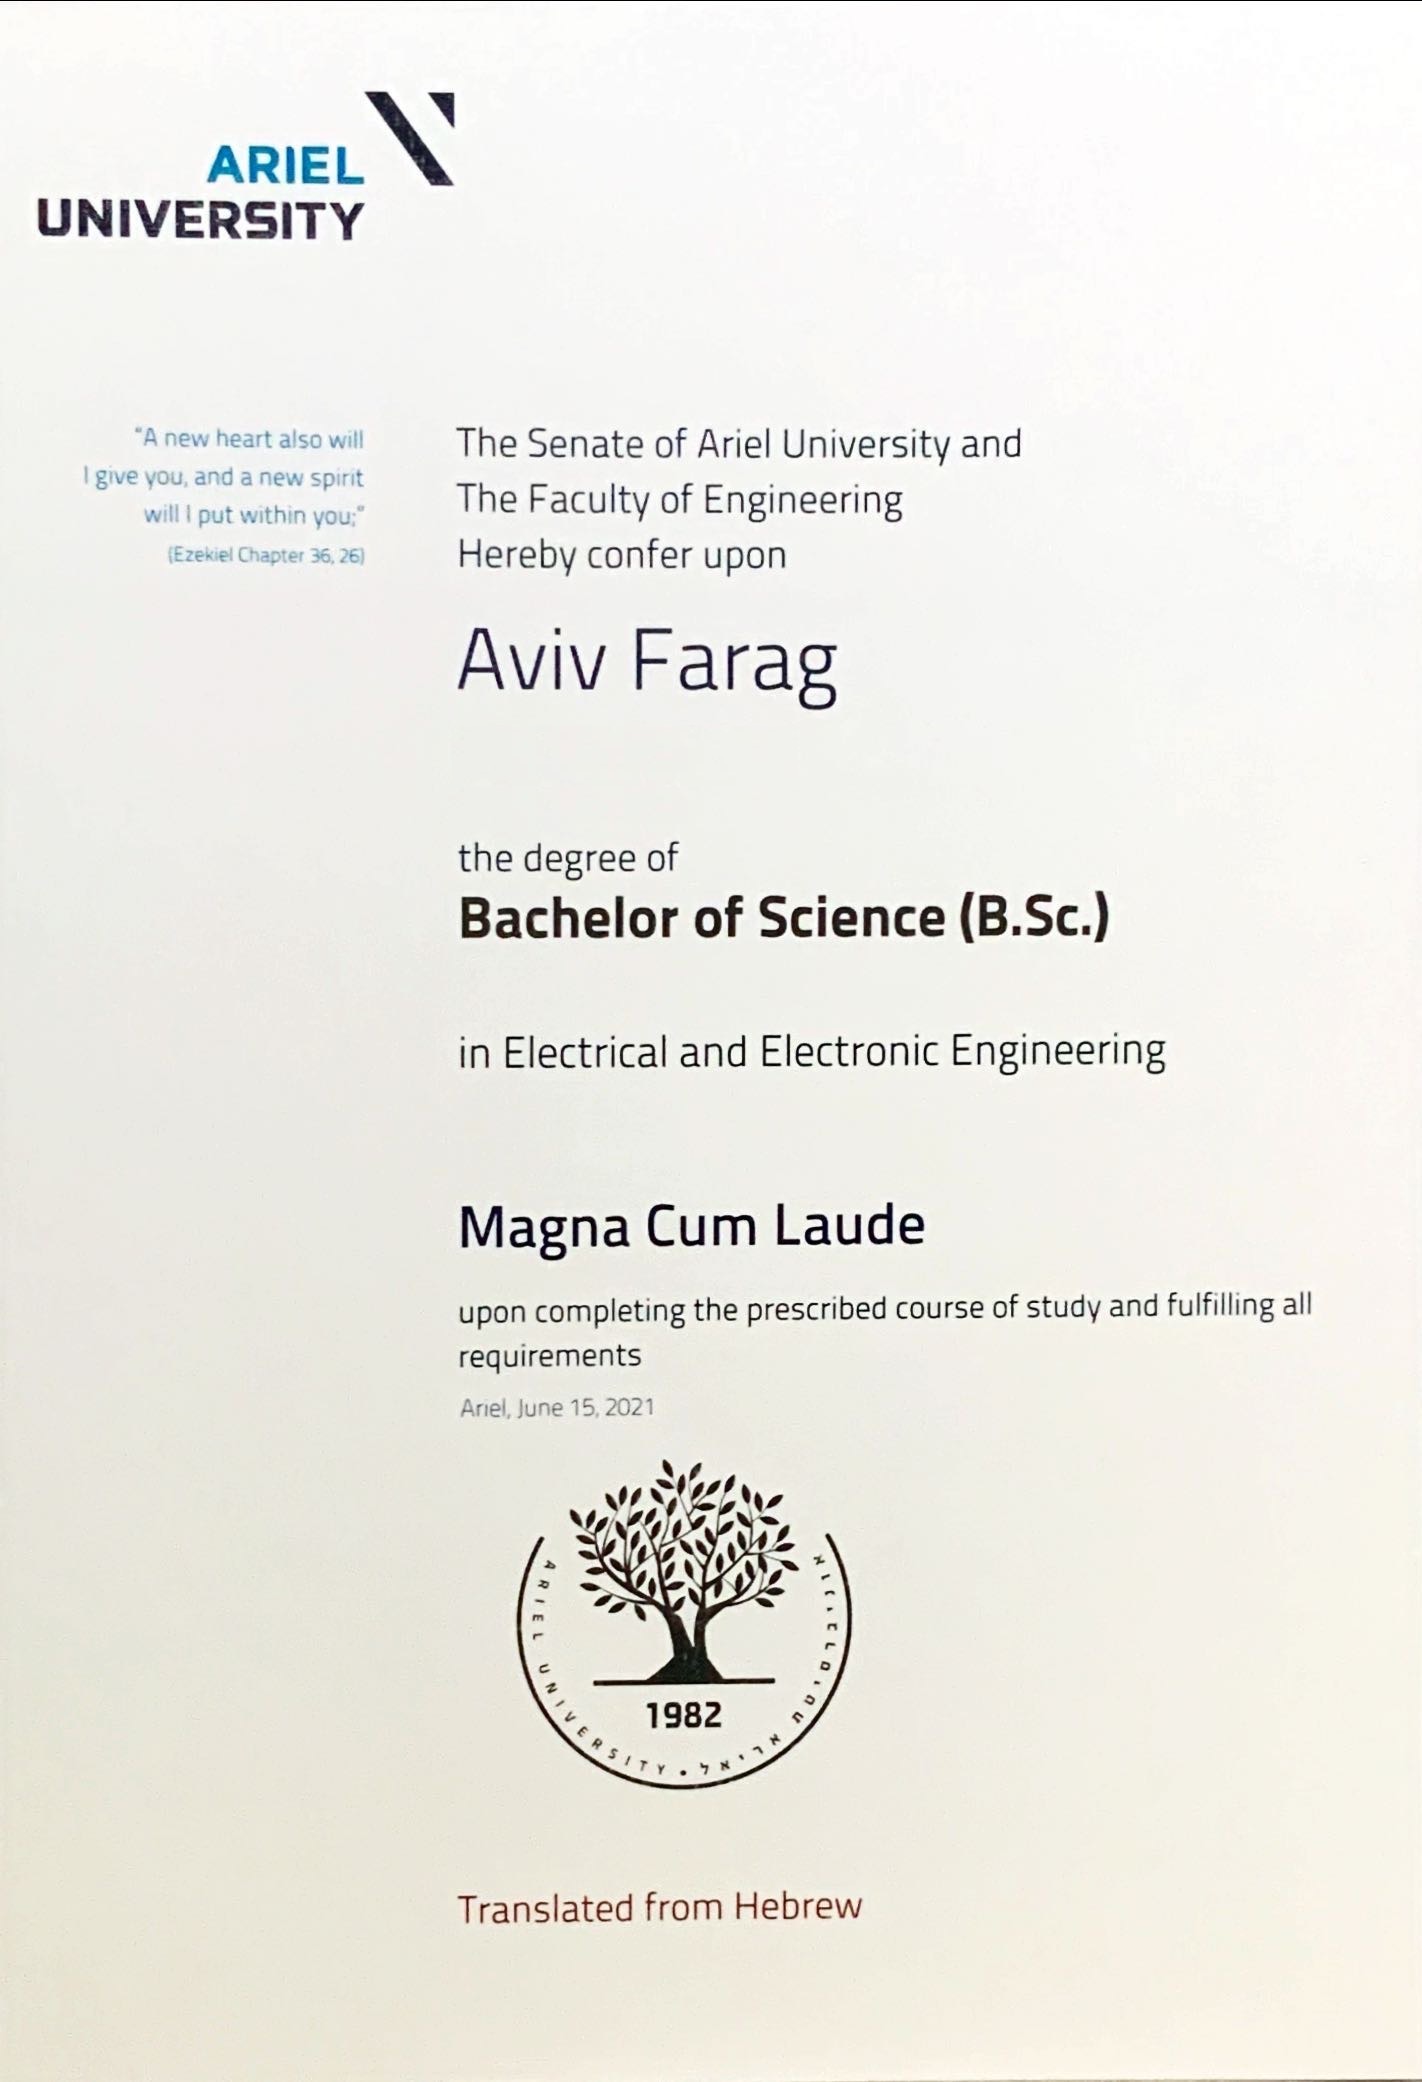 ARIEL
UNIVERSITY
"A new heart also will
I give you, and a new spirit
will I put within you;"
(Ezekiel Chapter 36, 26)
The Senate of Ariel University and
The Faculty of Engineering
Hereby confer upon
Aviv Farag
the degree of
Bachelor of Science (B.Sc.)
in Electrical and Electronic Engineering
Magna Cum Laude
upon completing the prescribed course of study and fulfilling all
requirements
Ariel, June 15, 2021
1982
ARIEL UNIVERSITY • אוניברסיטת אריאל
Translated from Hebrew